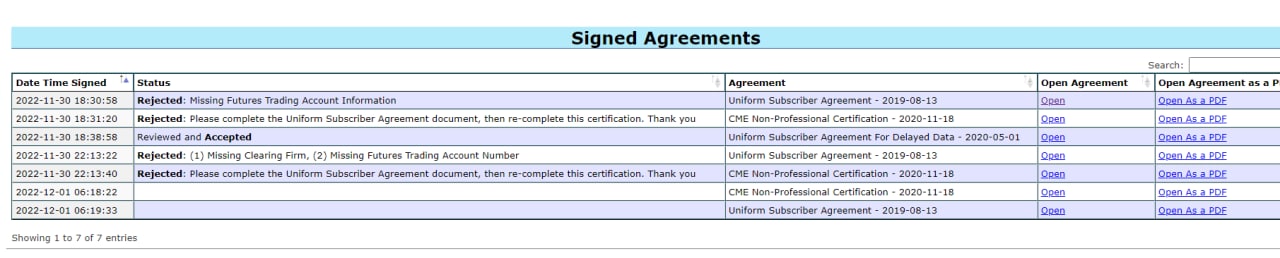 Signed Agreements
Search:
Date Time Signed Status Agreement Open Agreement Open Agreement as a P
2022-11-30 18:30:58 Rejected: Missing Futures Trading Account Information Uniform Subscriber Agreement - 2019-08-13 Open Open As a PDF
2022-11-30 18:31:20 Rejected: Please complete the Uniform Subscriber Agreement document, then re-complete this certification. Thank you CME Non-Professional Certification - 2020-11-18 Open Open As a PDF
2022-11-30 18:38:58 Reviewed and Accepted Uniform Subscriber Agreement For Delayed Data - 2020-05-01 Open Open As a PDF
2022-11-30 22:13:22 Rejected: (1) Missing Clearing Firm, (2) Missing Futures Trading Account Number Uniform Subscriber Agreement - 2019-08-13 Open Open As a PDF
2022-11-30 22:13:40 Rejected: Please complete the Uniform Subscriber Agreement document, then re-complete this certification. Thank you CME Non-Professional Certification - 2020-11-18 Open Open As a PDF
2022-12-01 06:18:22 CME Non-Professional Certification - 2020-11-18 Open Open As a PDF
2022-12-01 06:19:33 Uniform Subscriber Agreement - 2019-08-13 Open Open As a PDF
Showing 1 to 7 of 7 entries